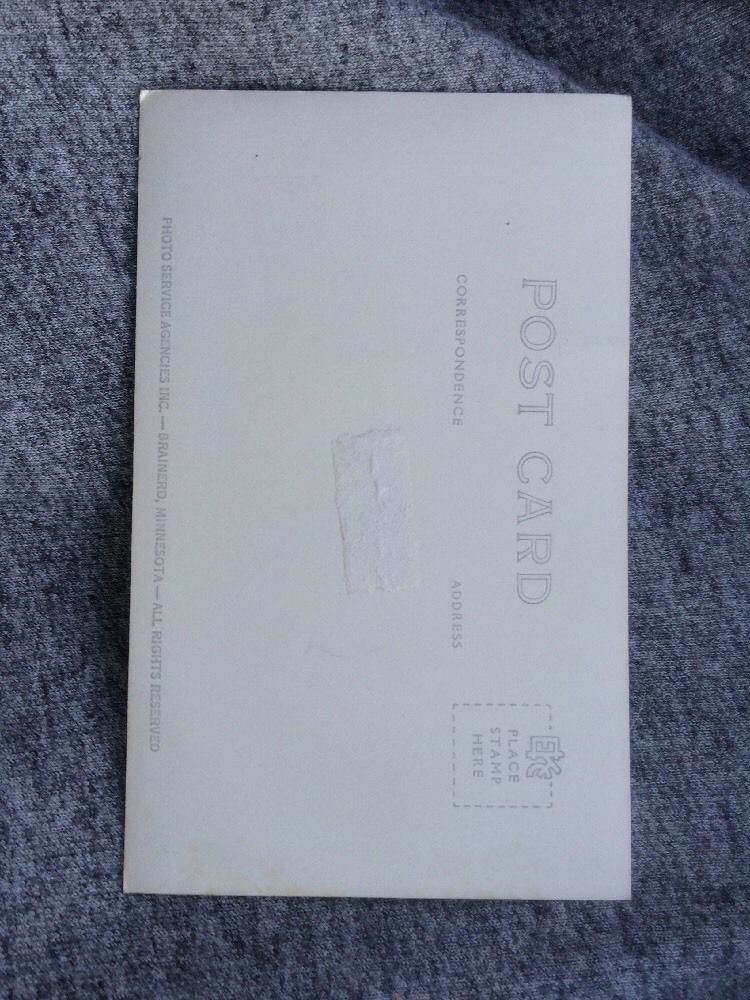 POST CARD
CORRESPONDENCE
ADDRESS
PLACE
STAMP
HERE
PHOTO SERVICE AGENCIES INC. — BRAINERD, MINNESOTA — ALL RIGHTS RESERVED